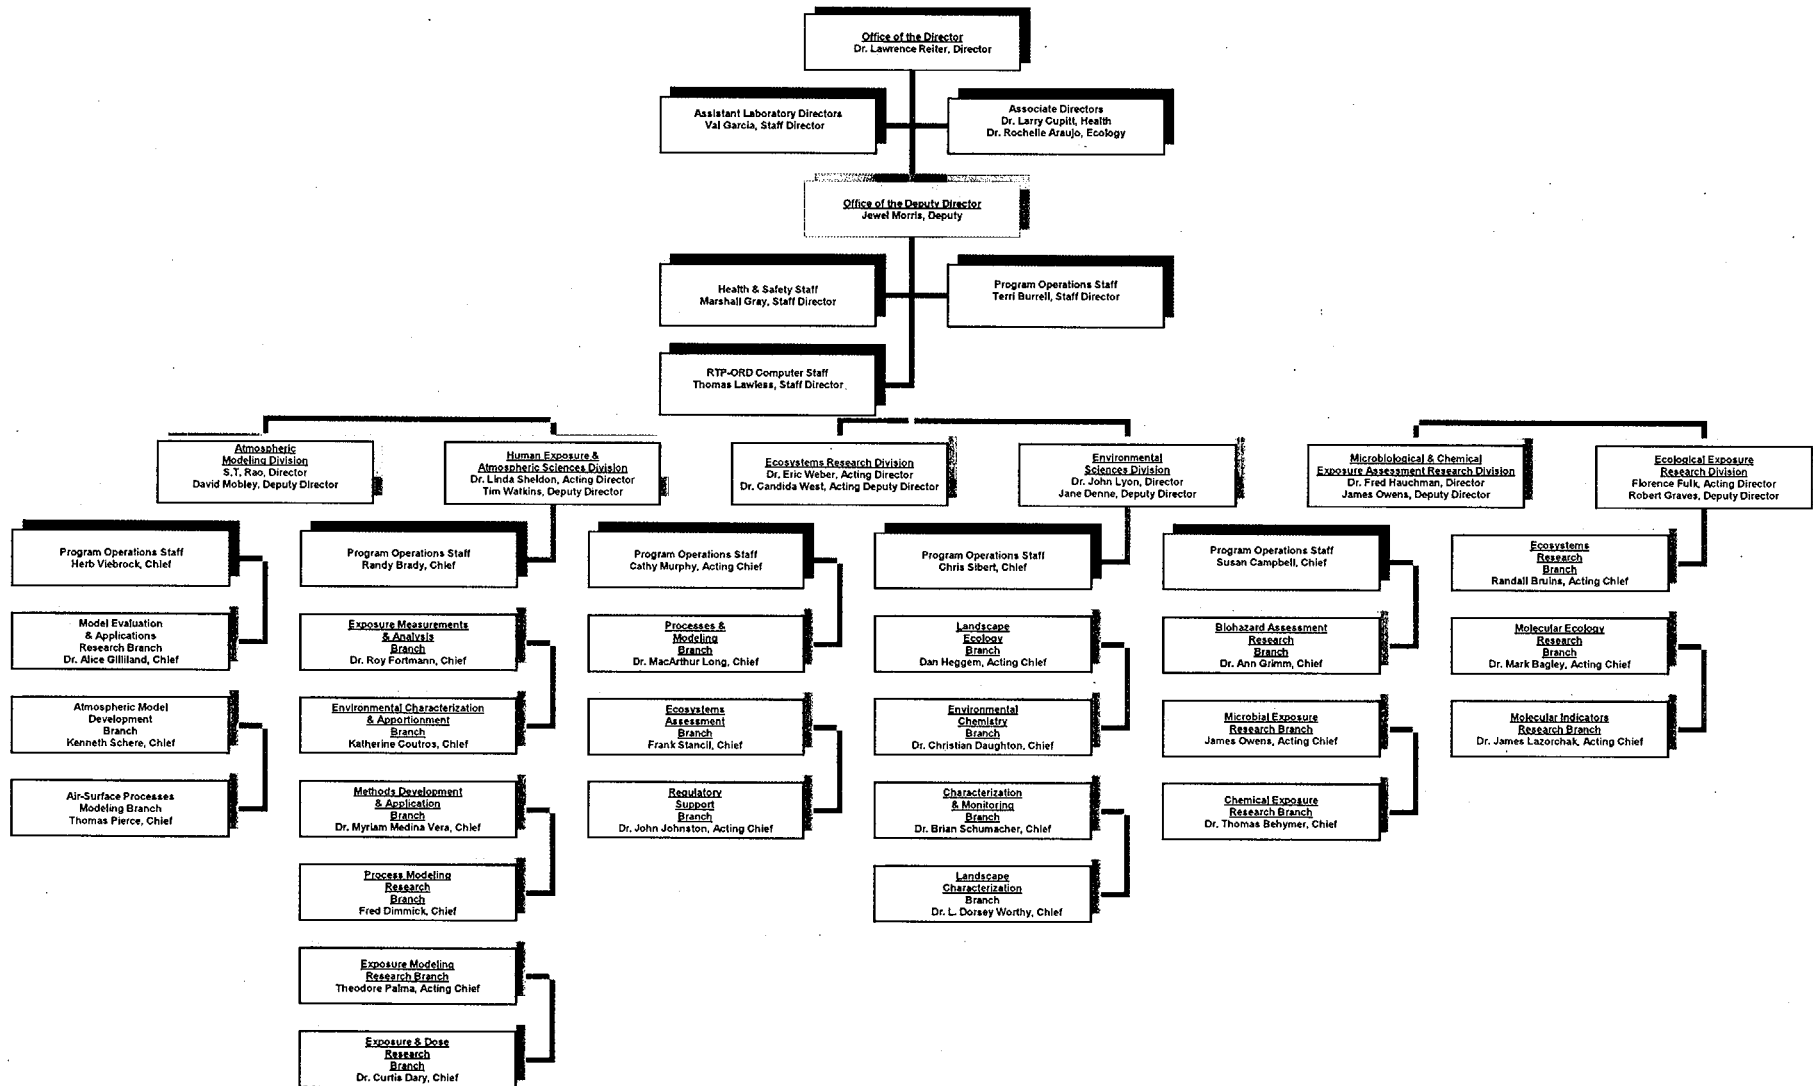 Office of the Director
Dr. Lawrence Reiter, Director
Assistant Laboratory Directors
Val Garcia, Staff Director
Associate Directors
Dr. Larry Cupitt, Health
Dr. Rochelle Araujo, Ecology
Office of the Deputy Director
Jewel Morris, Deputy
Health & Safety Staff
Marshall Gray, Staff Director
Program Operations Staff
Terri Burrell, Staff Director
RTP-ORD Computer Staff
Thomas Lawless, Staff Director
Atmospheric
Modeling Division
S.T. Rao, Director
David Mobley, Deputy Director
Human Exposure &
Atmospheric Sciences Division
Dr. Linda Sheldon, Acting Director
Tim Watkins, Deputy Director
Ecosystems Research Division
Dr. Eric Weber, Acting Director
Dr. Candida West, Acting Deputy Director
Environmental
Sciences Division
Dr. John Lyon, Director
Jane Denne, Deputy Director
Microbiological & Chemical
Exposure Assessment Research Division
Dr. Fred Hauchman, Director
James Owens, Deputy Director
Ecological Exposure
Research Division
Florence Fulk, Acting Director
Robert Graves, Deputy Director
Program Operations Staff
Herb Viebrock, Chief
Model Evaluation
& Applications
Research Branch
Dr. Alice Gilliland, Chief
Atmospheric Model
Development
Branch
Kenneth Schere, Chief
Air-Surface Processes
Modeling Branch
Thomas Pierce, Chief
Program Operations Staff
Randy Brady, Chief
Exposure Measurements
& Analysis
Branch
Dr. Roy Fortmann, Chief
Environmental Characterization
& Apportionment
Branch
Katherine Coutros, Chief
Methods Development
& Application
Branch
Dr. Myriam Medina Vera, Chief
Process Modeling
Research
Branch
Fred Dimmick, Chief
Exposure Modeling
Research Branch
Theodore Palma, Acting Chief
Exposure & Dose
Research
Branch
Dr. Curtis Dary, Chief
Program Operations Staff
Cathy Murphy, Acting Chief
Processes &
Modeling
Branch
Dr. MacArthur Long, Chief
Ecosystems
Assessment
Branch
Frank Stancil, Chief
Regulatory
Support
Branch
Dr. John Johnston, Acting Chief
Program Operations Staff
Chris Sibert, Chief
Landscape
Ecology
Branch
Dan Heggem, Acting Chief
Environmental
Chemistry
Branch
Dr. Christian Daughton, Chief
Characterization
& Monitoring
Branch
Dr. Brian Schumacher, Chief
Landscape
Characterization
Branch
Dr. L. Dorsey Worthy, Chief
Program Operations Staff
Susan Campbell, Chief
Biohazard Assessment
Research
Branch
Dr. Ann Grimm, Chief
Microbial Exposure
Research Branch
James Owens, Acting Chief
Chemical Exposure
Research Branch
Dr. Thomas Behymer, Chief
Ecosystems
Research
Branch
Randall Bruins, Acting Chief
Molecular Ecology
Research
Branch
Dr. Mark Bagley, Acting Chief
Molecular Indicators
Research Branch
Dr. James Lazorchak, Acting Chief